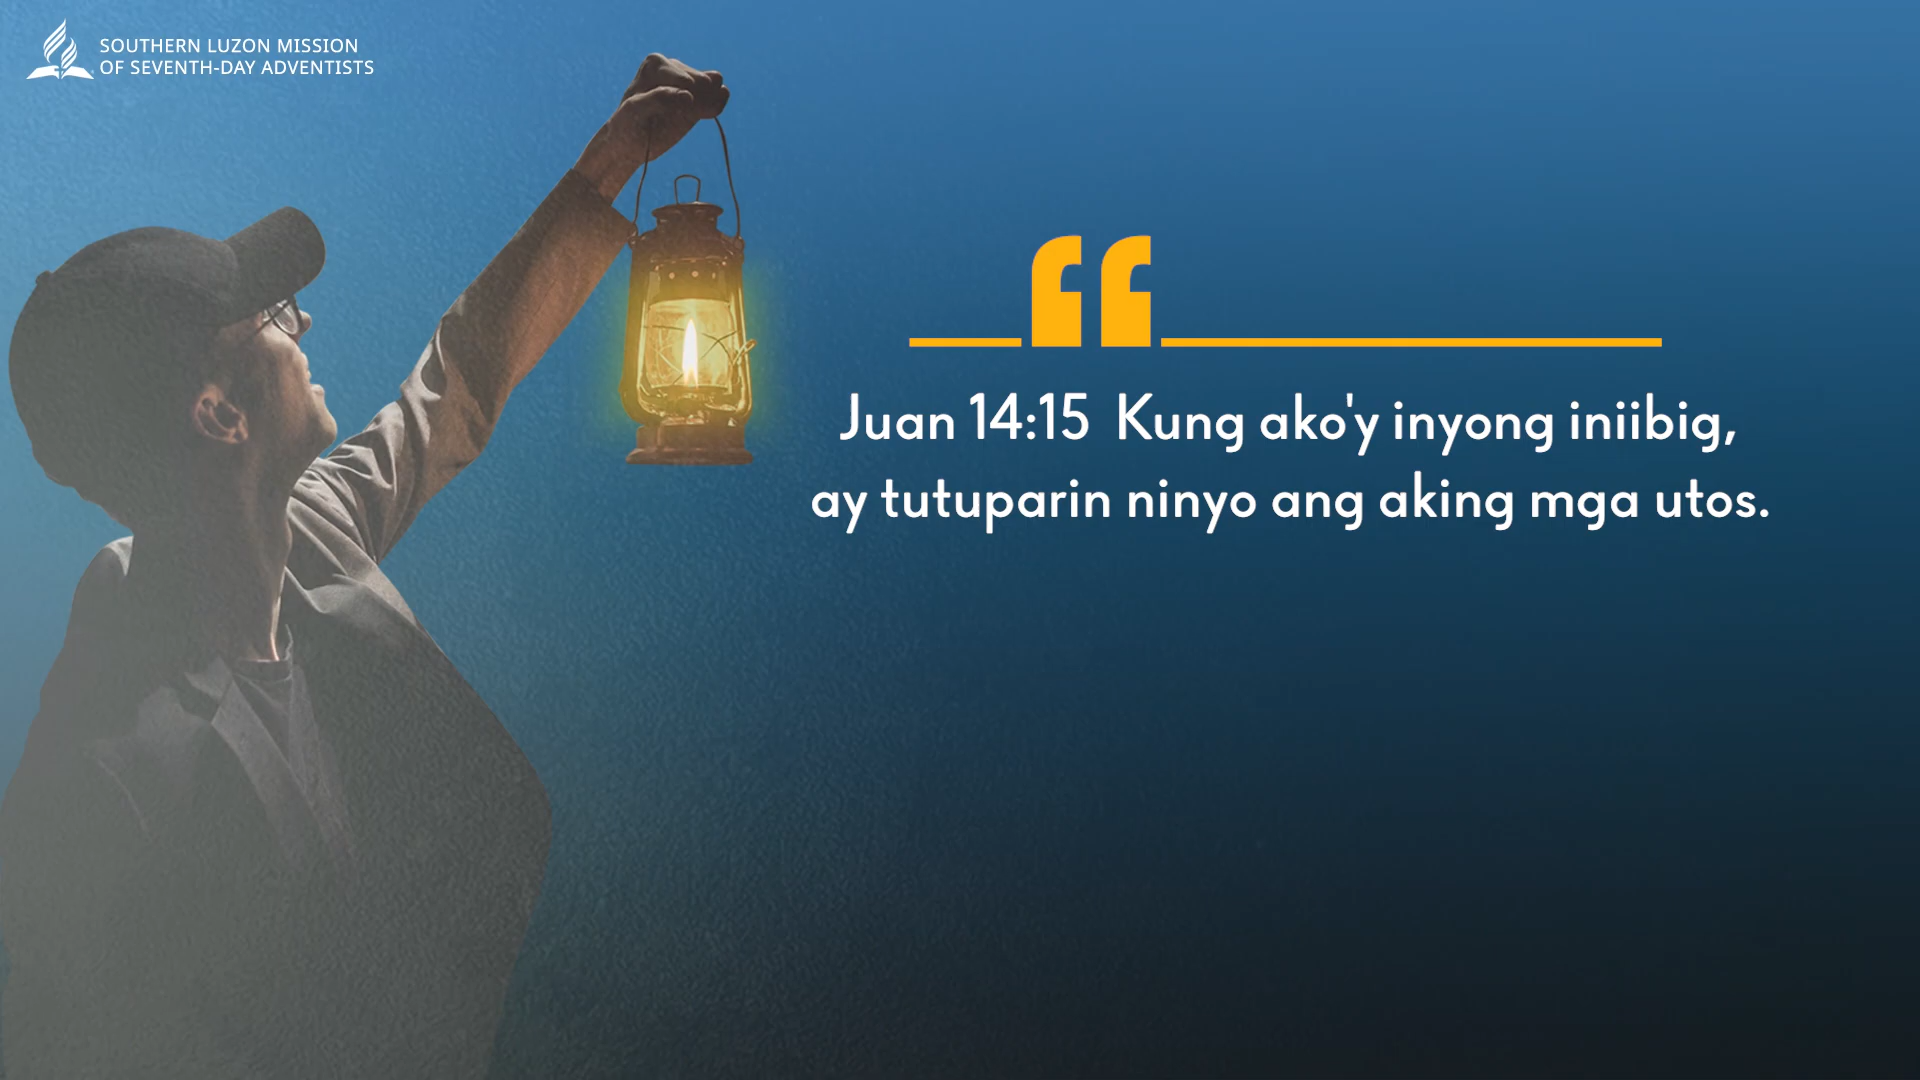 SOUTHERN LUZON MISSION
OF SEVENTH-DAY ADVENTISTS
Juan 14:15  Kung ako'y inyong iniibig,
ay tutuparin ninyo ang aking mga utos.